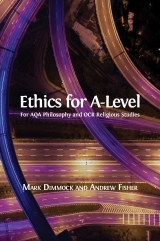 Ethics for A-Level
For AQA Philosophy and OCR Religious Studies
Mark Dimmock and Andrew Fisher